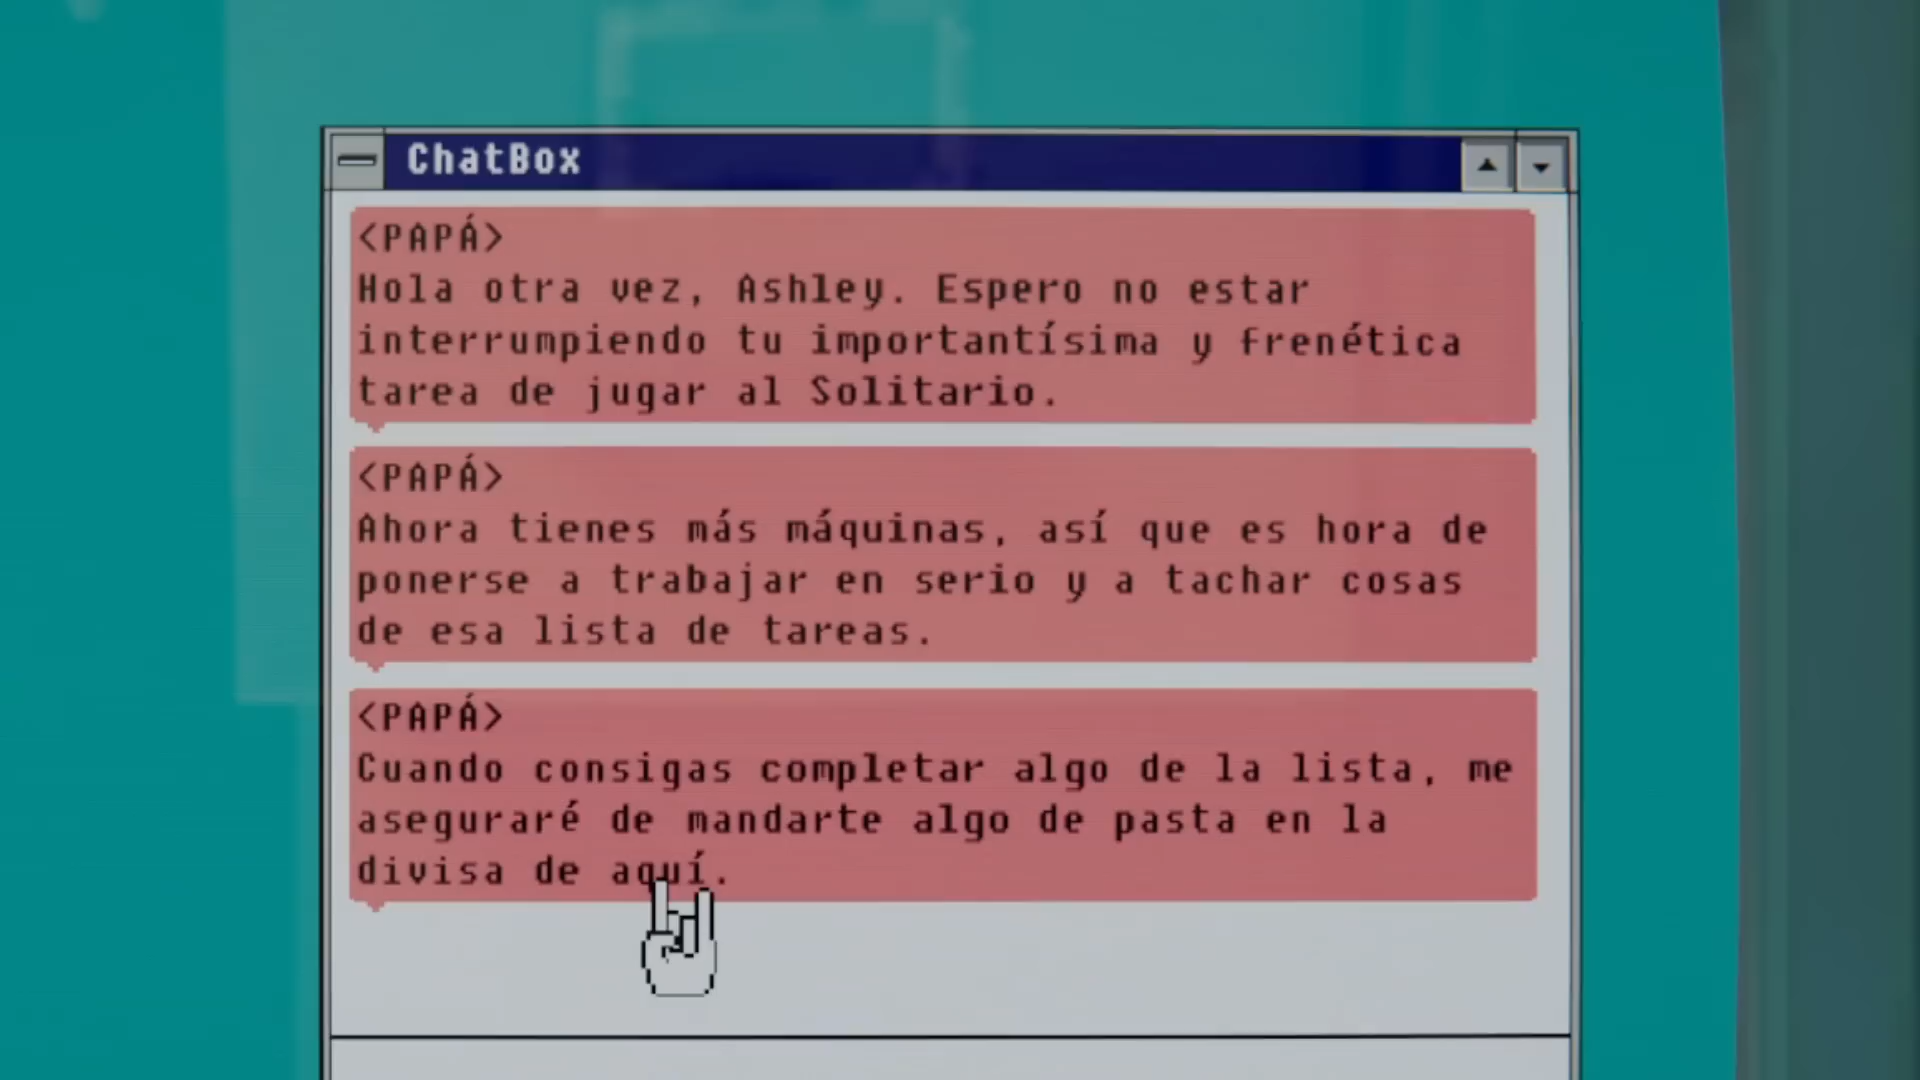 ChatBox
<PAPÁ>
Hola otra vez, Ashley. Espero no estar
interrumpiendo tu importantísima y frenética
tarea de jugar al Solitario.
<PAPÁ>
Ahora tienes más máquinas, así que es hora de
ponerse a trabajar en serio y a tachar cosas
de esa lista de tareas.
<PAPÁ>
Cuando consigas completar algo de la lista, me
aseguraré de mandarte algo de pasta en la
divisa de aquí.